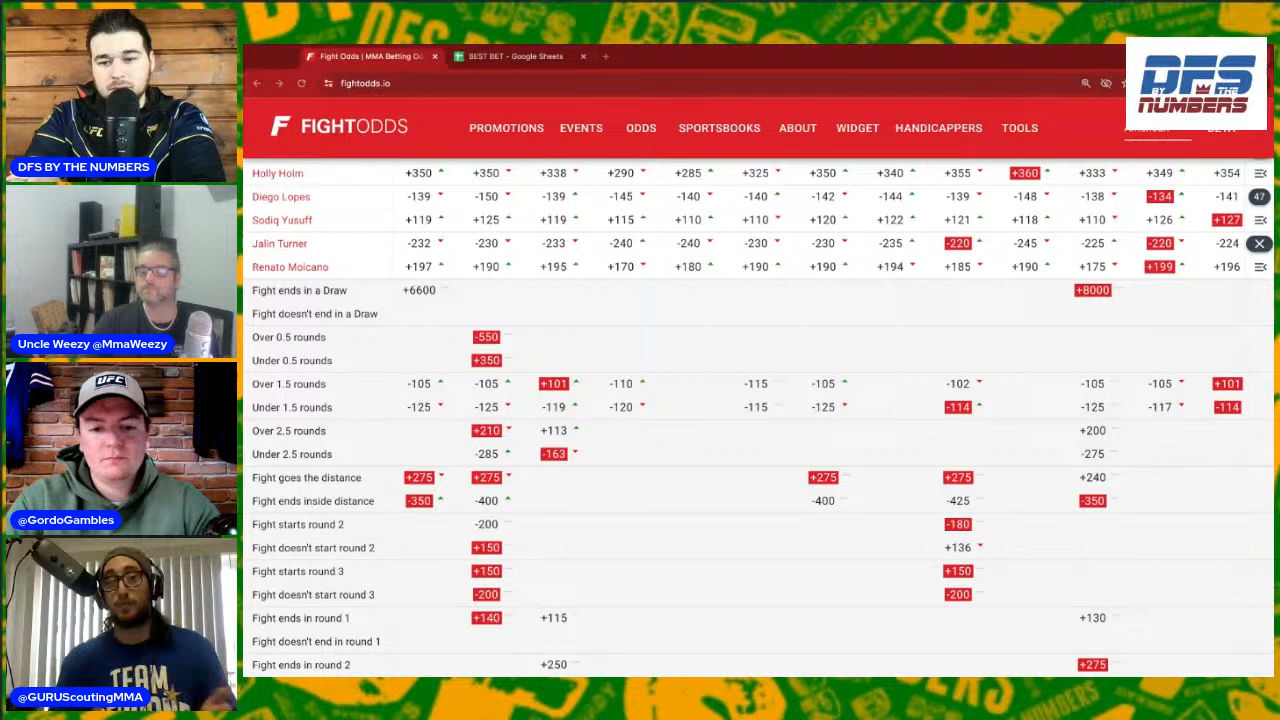 UFC
DFS BY THE NUMBERS
Uncle Weezy @MmaWeezy
UFC
@GordoGambles
TEAM
@GURUScoutingMMA
DFS
BY THE
NUMBERS
Fight Odds | MMA Betting Od
BEST BET - Google Sheets
fightodds.io
FIGHTODDS
PROMOTIONS EVENTS ODDS SPORTSBOOKS ABOUT WIDGET HANDICAPPERS TOOLS
Holly Holm +350 +350 +338 +290 +285 +325 +350 +340 +355 +360 +333 +349 +354
Diego Lopes -139 -150 -139 -145 -140 -140 -142 -144 -139 -148 -138 -134 -141 47
Sodiq Yusuff +119 +125 +119 +115 +110 +110 +120 +122 +121 +118 +110 +126 +127
Jalin Turner -232 -230 -233 -240 -240 -230 -230 -235 -220 -245 -225 -220 -224
Renato Moicano +197 +190 +195 +170 +180 +190 +190 +194 +185 +190 +175 +199 +196
Fight ends in a Draw +6600 +8000
Fight doesn't end in a Draw
Over 0.5 rounds -550
Under 0.5 rounds +350
Over 1.5 rounds -105 -105 +101 -110 -115 -105 -102 -105 -105 +101
Under 1.5 rounds -125 -125 -119 -120 -115 -125 -114 -125 -117 -114
Over 2.5 rounds +210 +113 +200
Under 2.5 rounds -285 -163 -275
Fight goes the distance +275 +275 +275 +275 +240
Fight ends inside distance -350 -400 -400 -425 -350
Fight starts round 2 -200 -180
Fight doesn't start round 2 +150 +136
Fight starts round 3 +150 +150
Fight doesn't start round 3 -200 -200
Fight ends in round 1 +140 +115 +130
Fight doesn't end in round 1
Fight ends in round 2 +250 +275